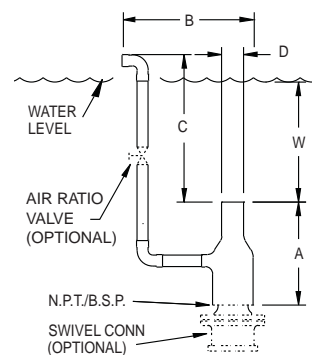 B
D
WATER
LEVEL
C
W
AIR RATIO
VALVE
(OPTIONAL)
A
N.P.T./B.S.P.
SWIVEL CONN
(OPTIONAL)